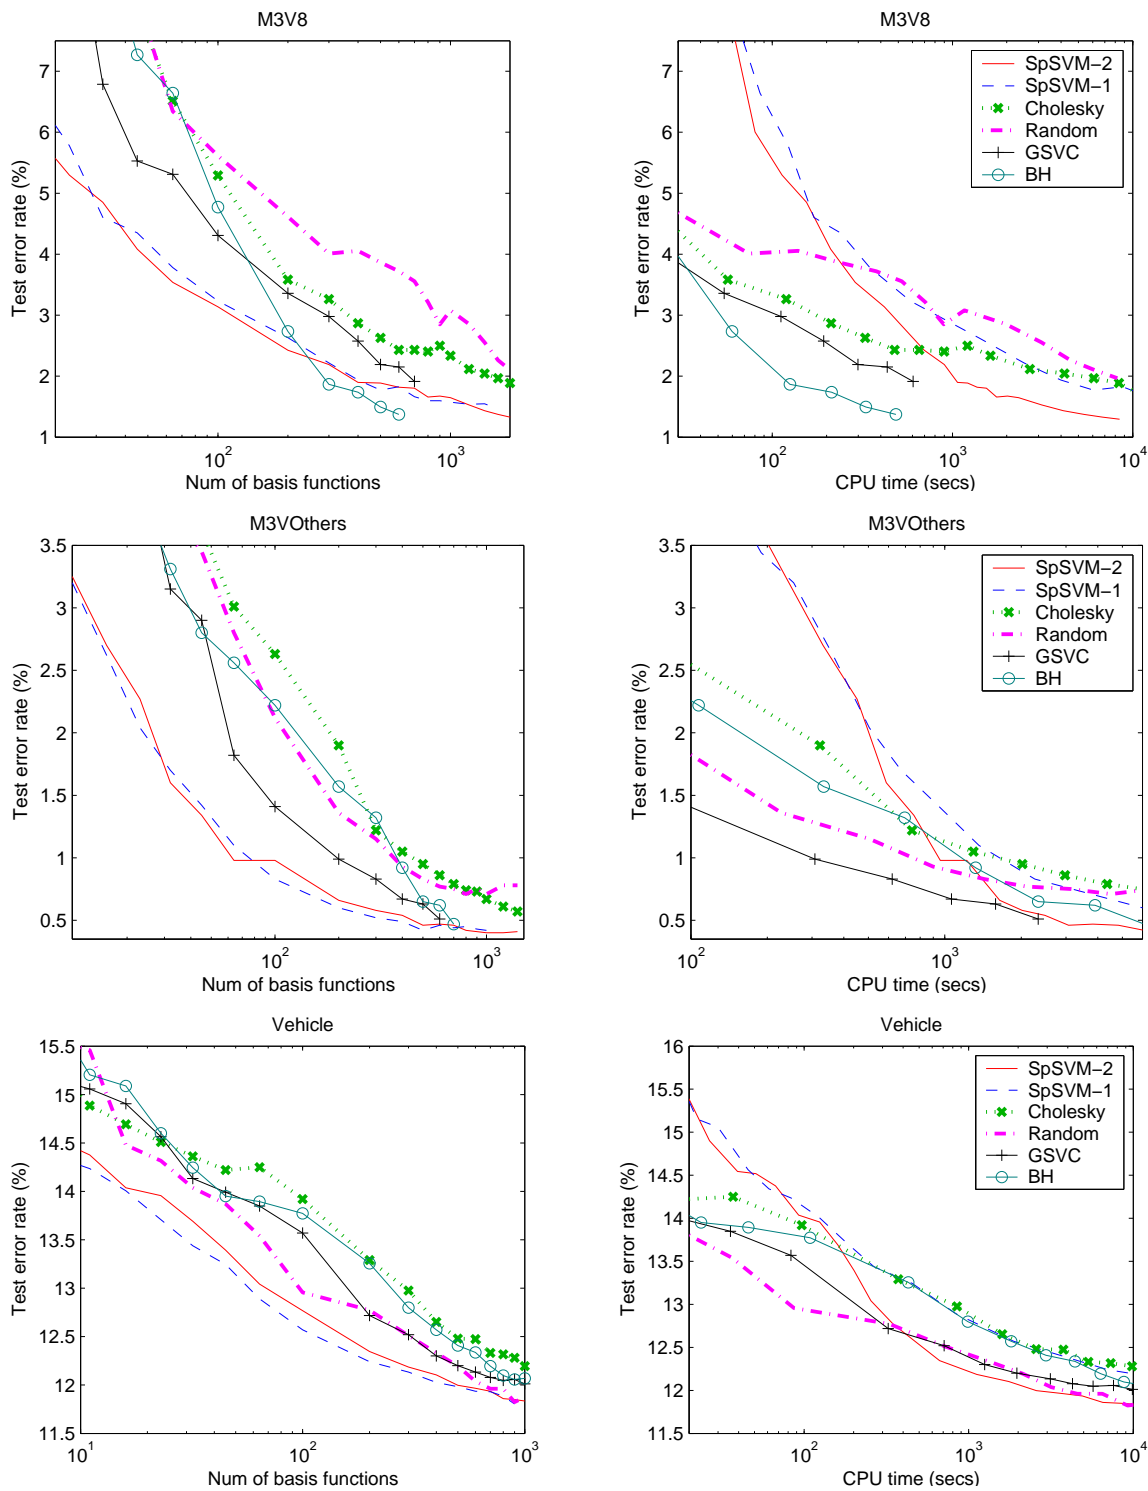 M3V8
Test error rate (%)
7
6
5
4
3
2
1
10^2
10^3
Num of basis functions
M3V8
Test error rate (%)
7
6
5
4
3
2
1
10^2
10^3
10^4
CPU time (secs)
SpSVM−2
SpSVM−1
Cholesky
Random
GSVC
BH
M3VOthers
Test error rate (%)
3.5
3
2.5
2
1.5
1
0.5
10^2
10^3
Num of basis functions
M3VOthers
Test error rate (%)
3.5
3
2.5
2
1.5
1
0.5
10^2
10^3
CPU time (secs)
SpSVM−2
SpSVM−1
Cholesky
Random
GSVC
BH
Vehicle
Test error rate (%)
15.5
15
14.5
14
13.5
13
12.5
12
11.5
10^1
10^2
10^3
Num of basis functions
Vehicle
Test error rate (%)
16
15.5
15
14.5
14
13.5
13
12.5
12
11.5
10^2
10^3
10^4
CPU time (secs)
SpSVM−2
SpSVM−1
Cholesky
Random
GSVC
BH